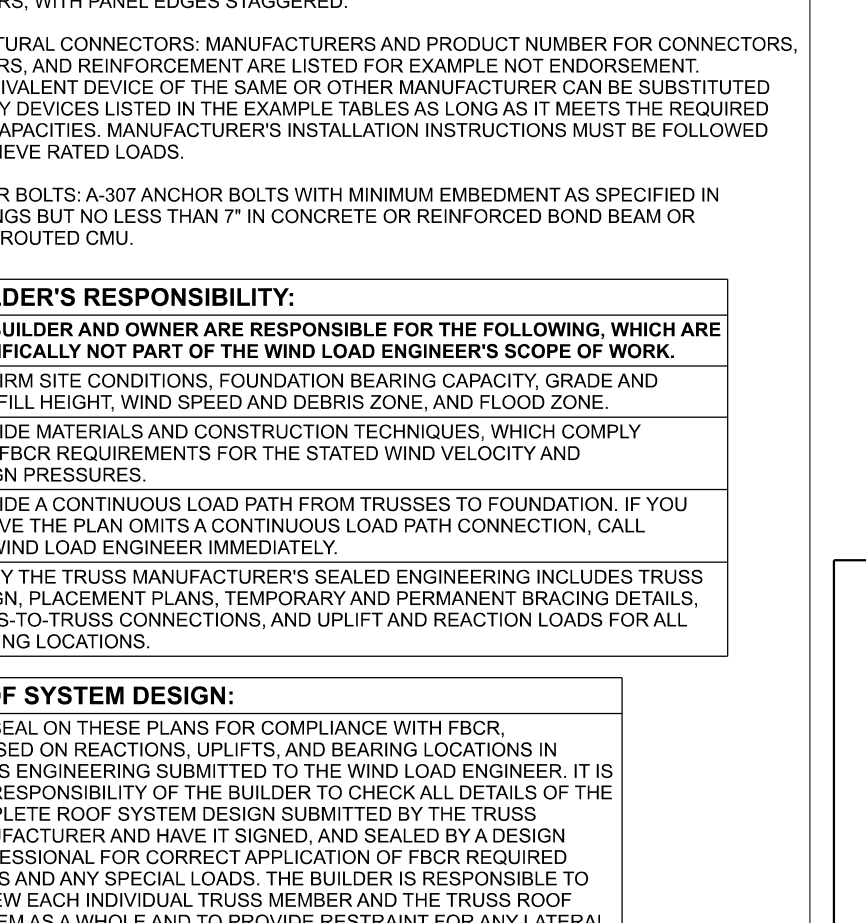 RS, WITH PANEL EDGES STAGGERED.
TURAL CONNECTORS: MANUFACTURERS AND PRODUCT NUMBER FOR CONNECTORS,
RS, AND REINFORCEMENT ARE LISTED FOR EXAMPLE NOT ENDORSEMENT.
IVALENT DEVICE OF THE SAME OR OTHER MANUFACTURER CAN BE SUBSTITUTED
Y DEVICES LISTED IN THE EXAMPLE TABLES AS LONG AS IT MEETS THE REQUIRED
APACITIES. MANUFACTURER'S INSTALLATION INSTRUCTIONS MUST BE FOLLOWED
IEVE RATED LOADS.
R BOLTS: A-307 ANCHOR BOLTS WITH MINIMUM EMBEDMENT AS SPECIFIED IN
NGS BUT NO LESS THAN 7" IN CONCRETE OR REINFORCED BOND BEAM OR
ROUTED CMU.
LDER'S RESPONSIBILITY:
BUILDER AND OWNER ARE RESPONSIBLE FOR THE FOLLOWING, WHICH ARE
IFICALLY NOT PART OF THE WIND LOAD ENGINEER'S SCOPE OF WORK.
IRM SITE CONDITIONS, FOUNDATION BEARING CAPACITY, GRADE AND
FILL HEIGHT, WIND SPEED AND DEBRIS ZONE, AND FLOOD ZONE.
IDE MATERIALS AND CONSTRUCTION TECHNIQUES, WHICH COMPLY
FBCR REQUIREMENTS FOR THE STATED WIND VELOCITY AND
GN PRESSURES.
IDE A CONTINUOUS LOAD PATH FROM TRUSSES TO FOUNDATION. IF YOU
VE THE PLAN OMITS A CONTINUOUS LOAD PATH CONNECTION, CALL
WIND LOAD ENGINEER IMMEDIATELY.
Y THE TRUSS MANUFACTURER'S SEALED ENGINEERING INCLUDES TRUSS
GN, PLACEMENT PLANS, TEMPORARY AND PERMANENT BRACING DETAILS,
S-TO-TRUSS CONNECTIONS, AND UPLIFT AND REACTION LOADS FOR ALL
NG LOCATIONS.
OF SYSTEM DESIGN:
SEAL ON THESE PLANS FOR COMPLIANCE WITH FBCR,
SED ON REACTIONS, UPLIFTS, AND BEARING LOCATIONS IN
S ENGINEERING SUBMITTED TO THE WIND LOAD ENGINEER. IT IS
RESPONSIBILITY OF THE BUILDER TO CHECK ALL DETAILS OF THE
PLETE ROOF SYSTEM DESIGN SUBMITTED BY THE TRUSS
UFACTURER AND HAVE IT SIGNED, AND SEALED BY A DESIGN
FESSIONAL FOR CORRECT APPLICATION OF FBCR REQUIRED
S AND ANY SPECIAL LOADS. THE BUILDER IS RESPONSIBLE TO
EW EACH INDIVIDUAL TRUSS MEMBER AND THE TRUSS ROOF
EM AS A WHOLE AND TO PROVIDE RESTRAINT FOR ANY LATERAL